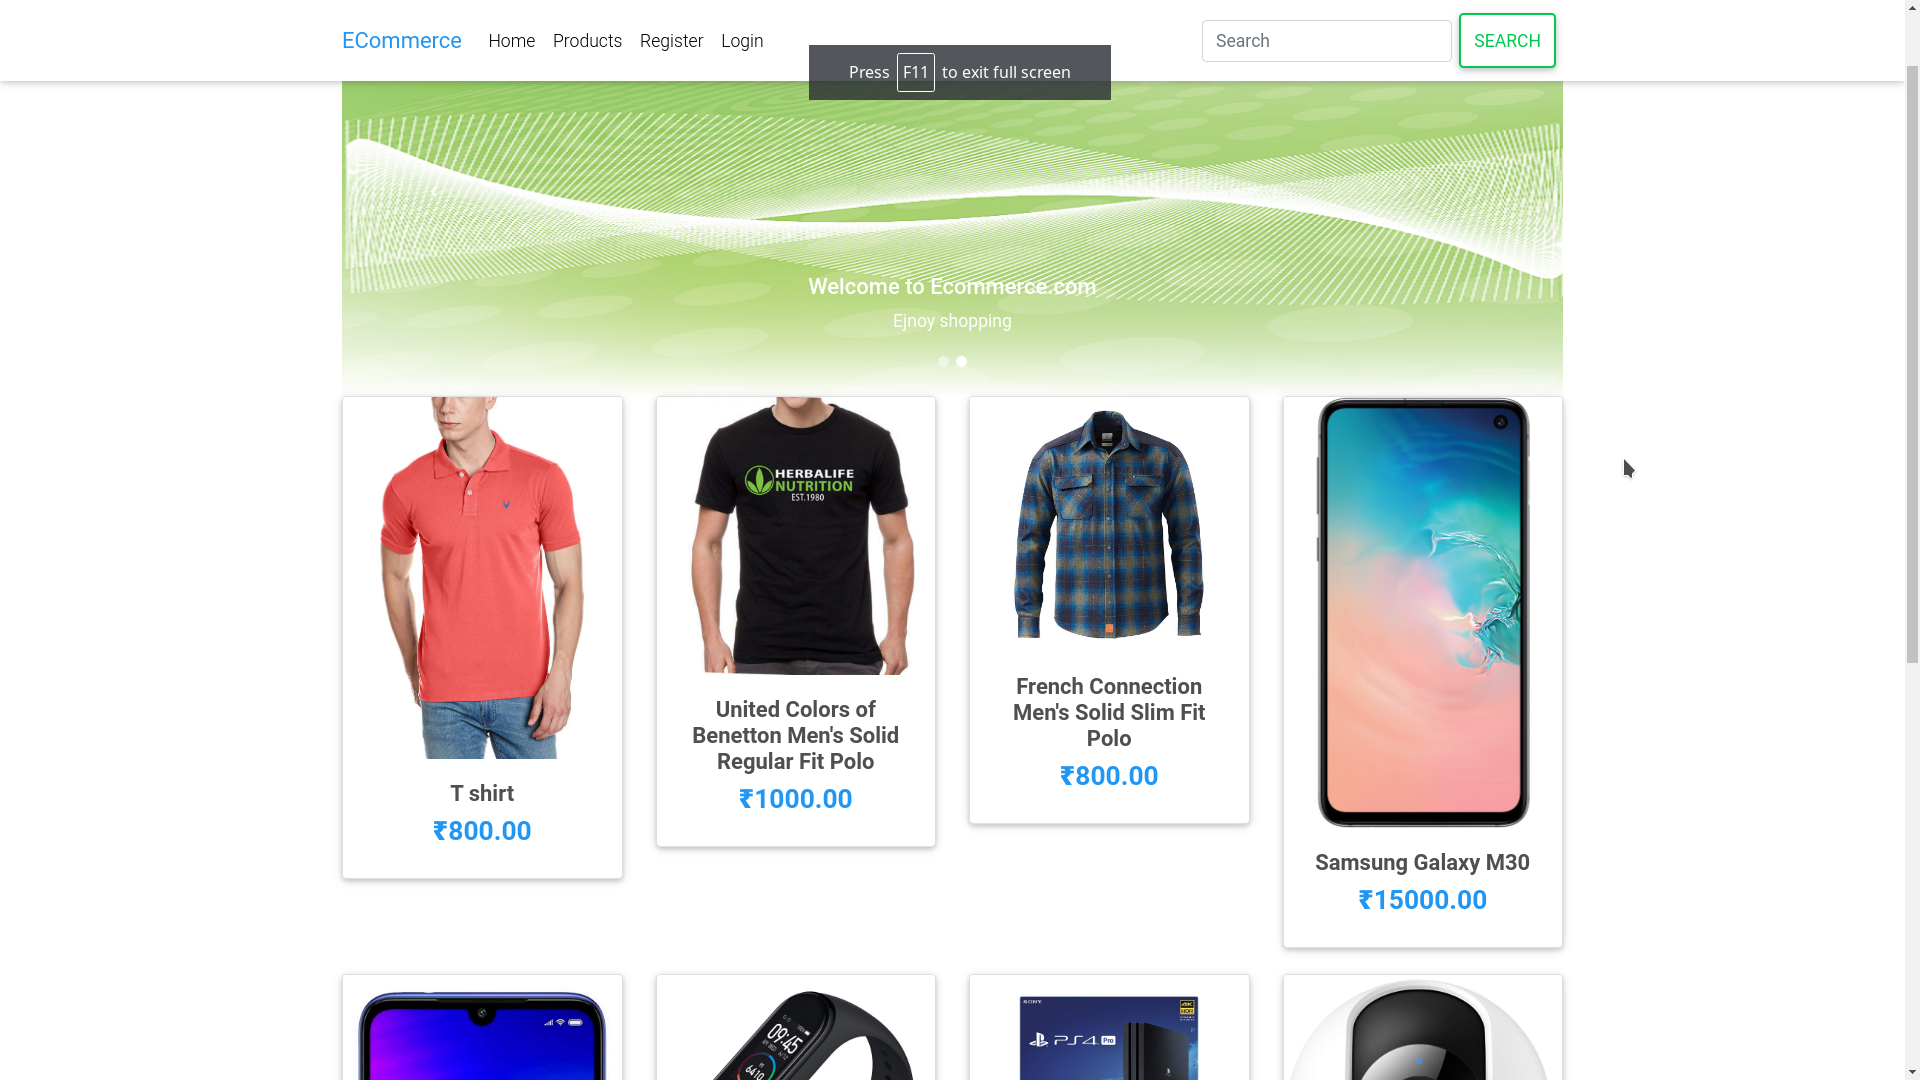 ECommerce Home Products Register Login Search SEARCH
Press F11 to exit full screen
Welcome to Ecommerce.com
Ejnoy shopping
HERBALIFE
NUTRITION
EST.1980
T shirt
₹800.00
United Colors of
Benetton Men's Solid
Regular Fit Polo
₹1000.00
French Connection
Men's Solid Slim Fit
Polo
₹800.00
Samsung Galaxy M30
₹15000.00
09:45
6410
SONY
4K
HDR
PS4 Pro